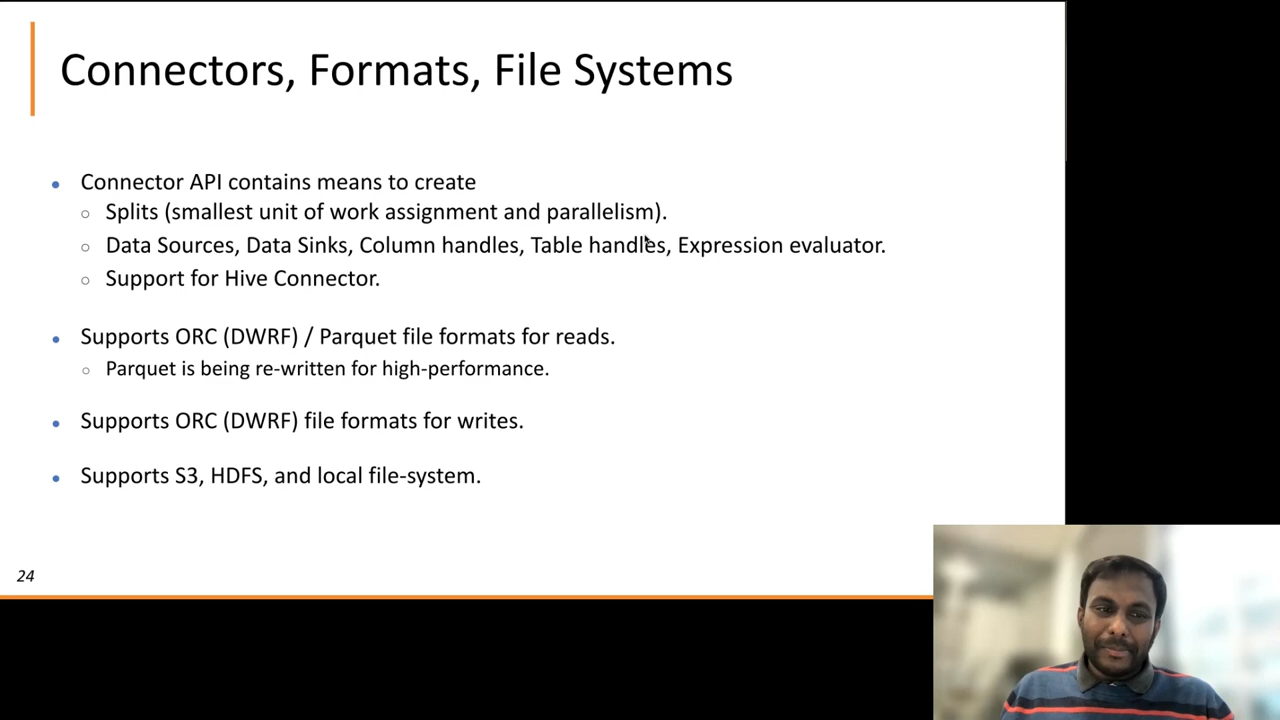 Connectors, Formats, File Systems
Connector API contains means to create
Splits (smallest unit of work assignment and parallelism).
Data Sources, Data Sinks, Column handles, Table handles, Expression evaluator.
Support for Hive Connector.
Supports ORC (DWRF) / Parquet file formats for reads.
Parquet is being re-written for high-performance.
Supports ORC (DWRF) file formats for writes.
Supports S3, HDFS, and local file-system.
24